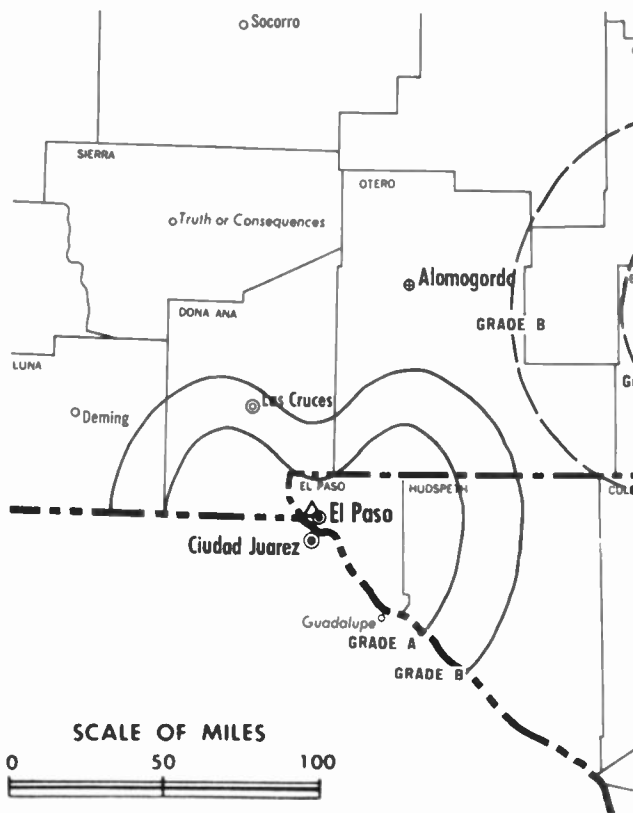 Socorro
SIERRA
OTERO
Truth or Consequences
Alomogordo
DONA ANA
GRADE B
LUNA
Las Cruces
Deming
EL PASO
HUDSPETH
CUL
El Paso
Ciudad Juarez
Guadalupe
GRADE A
GRADE B
SCALE OF MILES
0 50 100